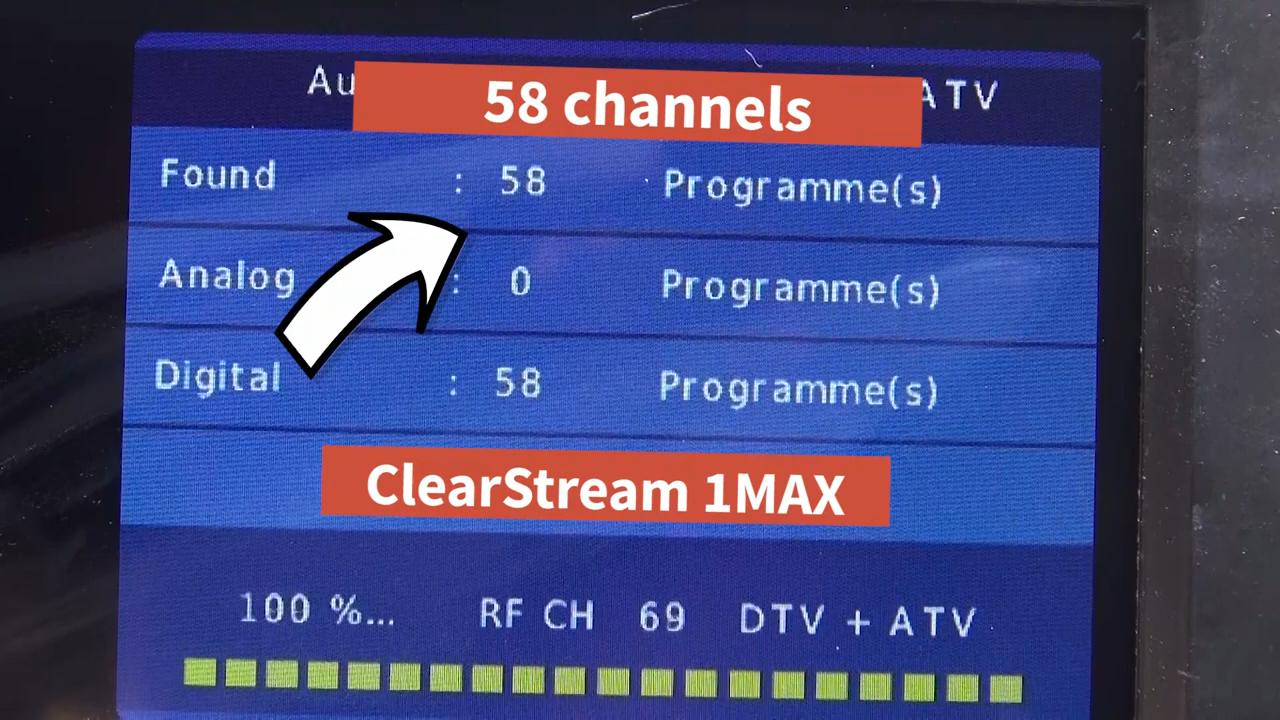 58 channels
ATV
Found : 58 Programme(s)
Analog : 0 Programme(s)
Digital : 58 Programme(s)
ClearStream 1MAX
100 %... RF CH 69 DTV + ATV